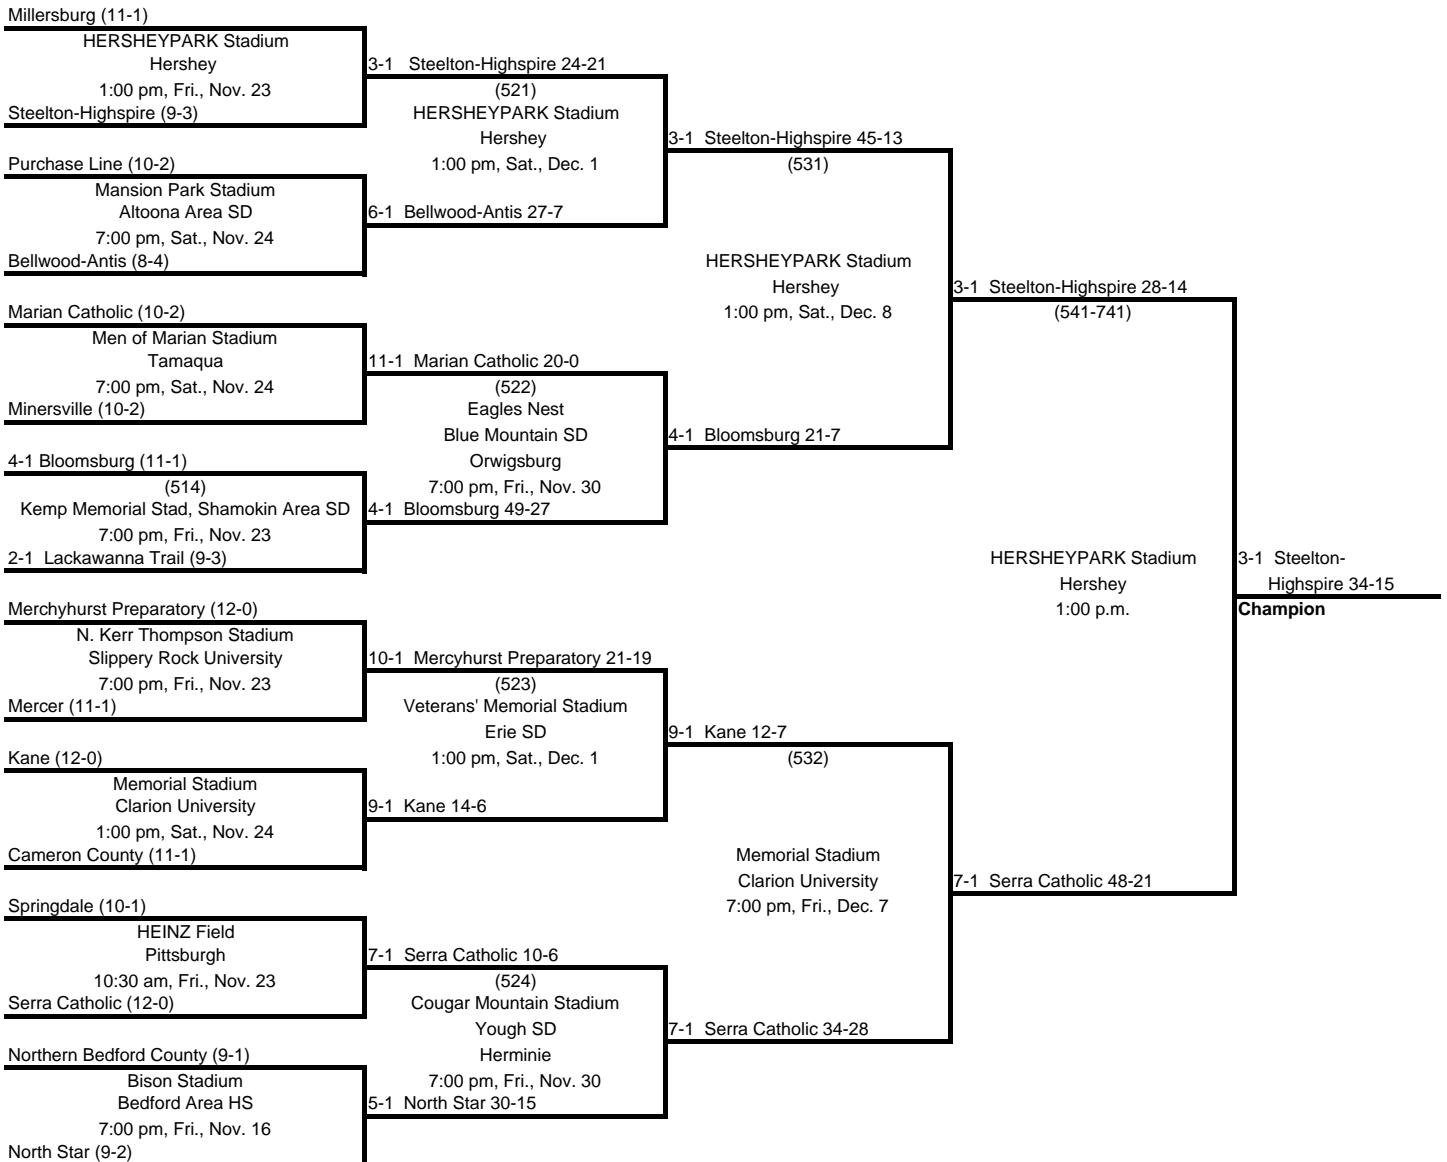 Millersburg (11-1)
HERSHEYPARK Stadium
Hershey
1:00 pm, Fri., Nov. 23
Steelton-Highspire (9-3)
Purchase Line (10-2)
Mansion Park Stadium
Altoona Area SD
7:00 pm, Sat., Nov. 24
Bellwood-Antis (8-4)
Marian Catholic (10-2)
Men of Marian Stadium
Tamaqua
7:00 pm, Sat., Nov. 24
Minersville (10-2)
4-1 Bloomsburg (11-1)
(514)
Kemp Memorial Stad, Shamokin Area SD
7:00 pm, Fri., Nov. 23
2-1 Lackawanna Trail (9-3)
Merchyhurst Preparatory (12-0)
N. Kerr Thompson Stadium
Slippery Rock University
7:00 pm, Fri., Nov. 23
Mercer (11-1)
Kane (12-0)
Memorial Stadium
Clarion University
1:00 pm, Sat., Nov. 24
Cameron County (11-1)
Springdale (10-1)
HEINZ Field
Pittsburgh
10:30 am, Fri., Nov. 23
Serra Catholic (12-0)
Northern Bedford County (9-1)
Bison Stadium
Bedford Area HS
7:00 pm, Fri., Nov. 16
North Star (9-2)
3-1 Steelton-Highspire 24-21
(521)
HERSHEYPARK Stadium
Hershey
1:00 pm, Sat., Dec. 1
6-1 Bellwood-Antis 27-7
11-1 Marian Catholic 20-0
(522)
Eagles Nest
Blue Mountain SD
Orwigsburg
7:00 pm, Fri., Nov. 30
4-1 Bloomsburg 49-27
10-1 Mercyhurst Preparatory 21-19
(523)
Veterans' Memorial Stadium
Erie SD
1:00 pm, Sat., Dec. 1
9-1 Kane 14-6
7-1 Serra Catholic 10-6
(524)
Cougar Mountain Stadium
Yough SD
Herminie
7:00 pm, Fri., Nov. 30
5-1 North Star 30-15
3-1 Steelton-Highspire 45-13
(531)
HERSHEYPARK Stadium
Hershey
1:00 pm, Sat., Dec. 8
4-1 Bloomsburg 21-7
9-1 Kane 12-7
(532)
Memorial Stadium
Clarion University
7:00 pm, Fri., Dec. 7
7-1 Serra Catholic 34-28
3-1 Steelton-Highspire 28-14
(541-741)
HERSHEYPARK Stadium
Hershey
1:00 p.m.
7-1 Serra Catholic 48-21
3-1 Steelton-
Highspire 34-15
Champion